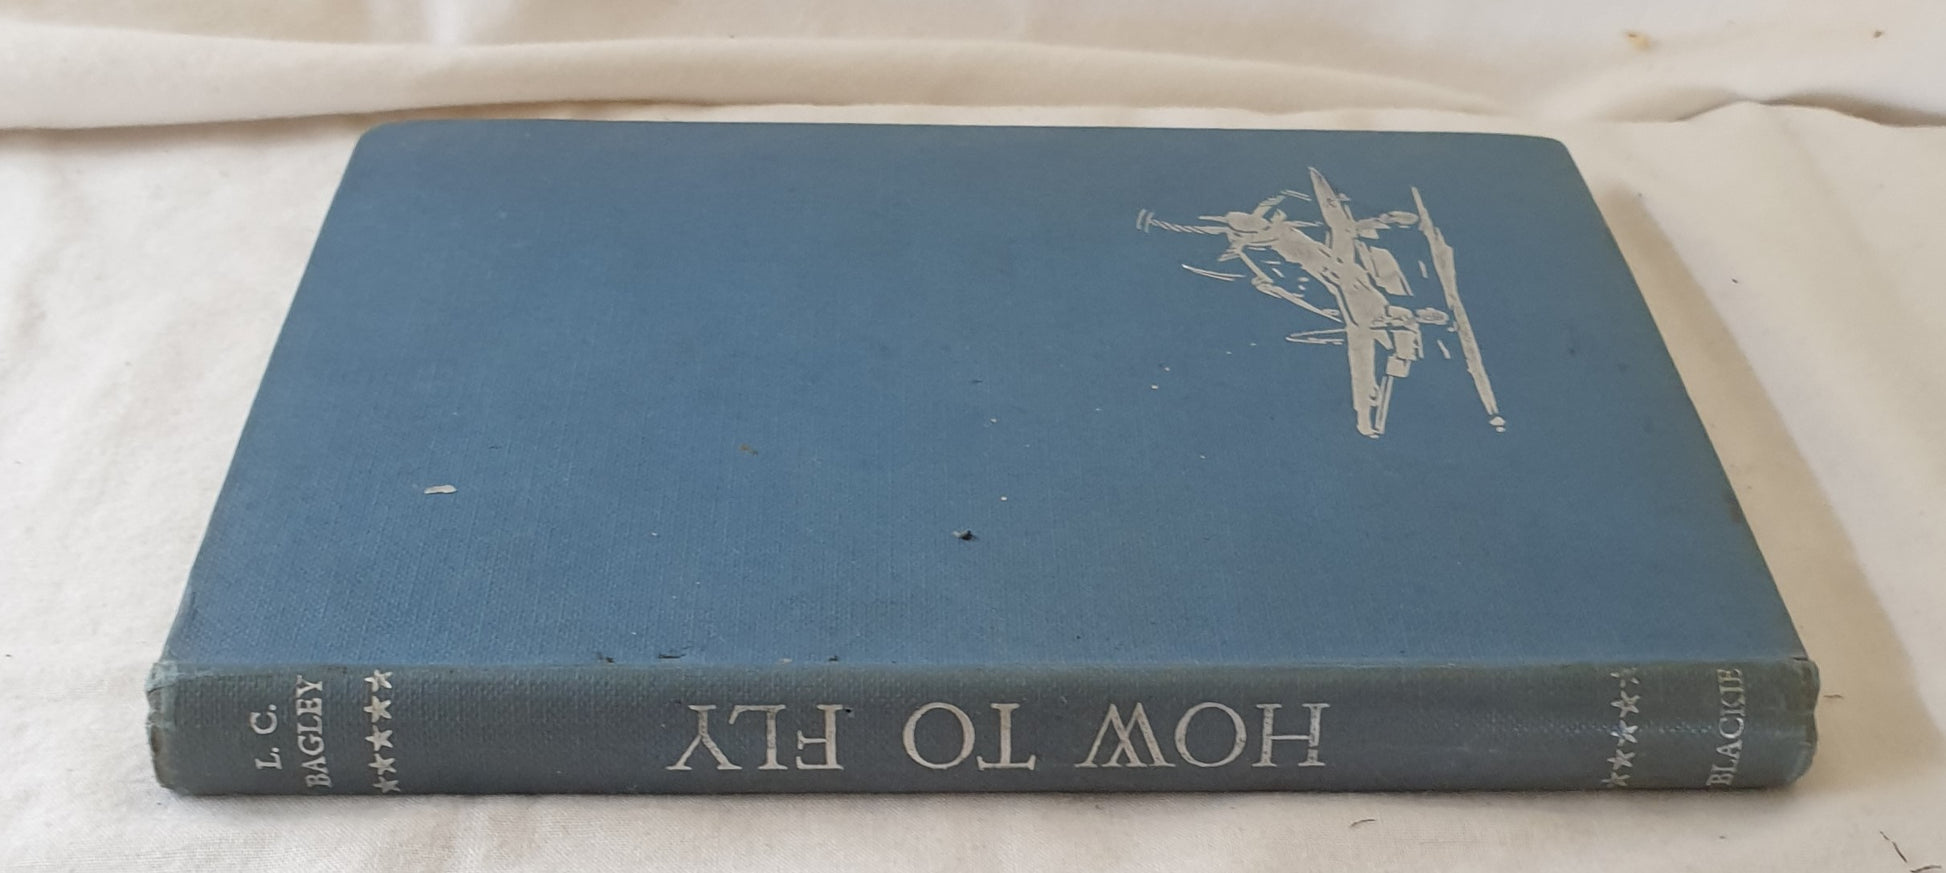 L. C.
BAGLEY
HOW TO FLY
BLACKIE